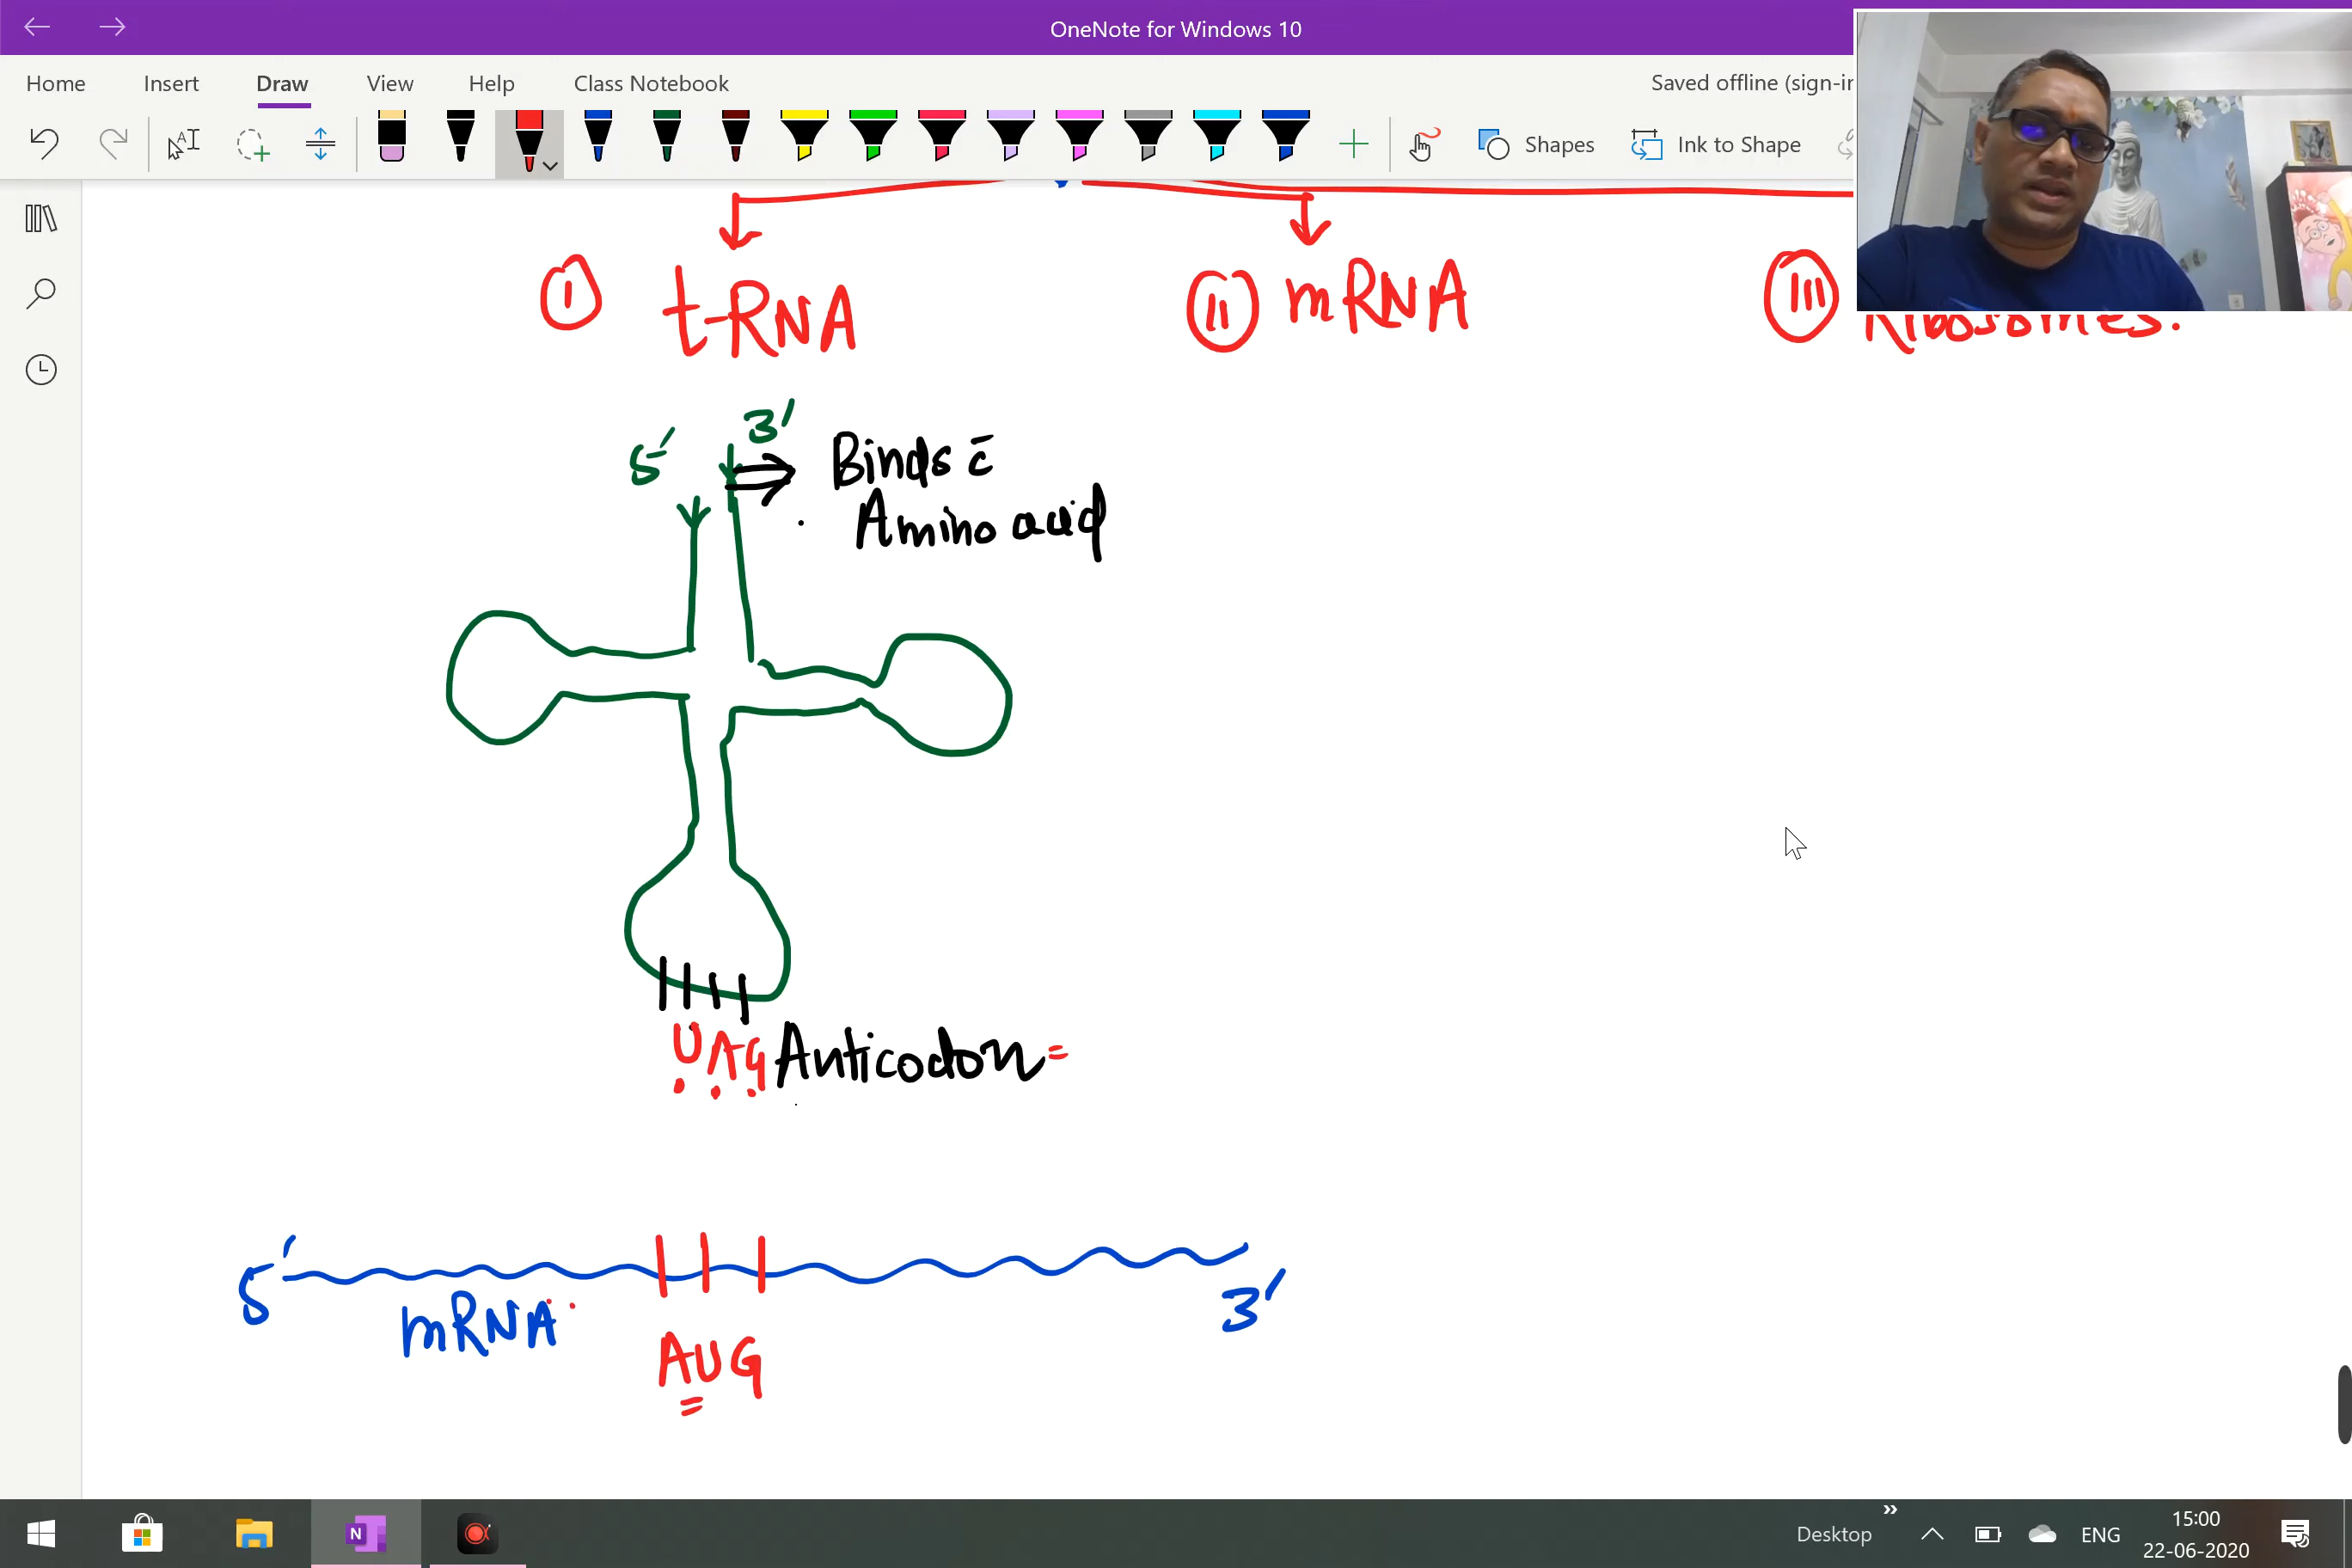 OneNote for Windows 10
Home Insert Draw View Help Class Notebook
Saved offline (sign-in
Shapes Ink to Shape
I t-RNA
II mRNA
III Ribosomes.
5' 3'
Binds c̄
Amino acid
UAG Anticodon =
5' 3'
mRNA
AUG
Desktop
ENG
15:00
22-06-2020